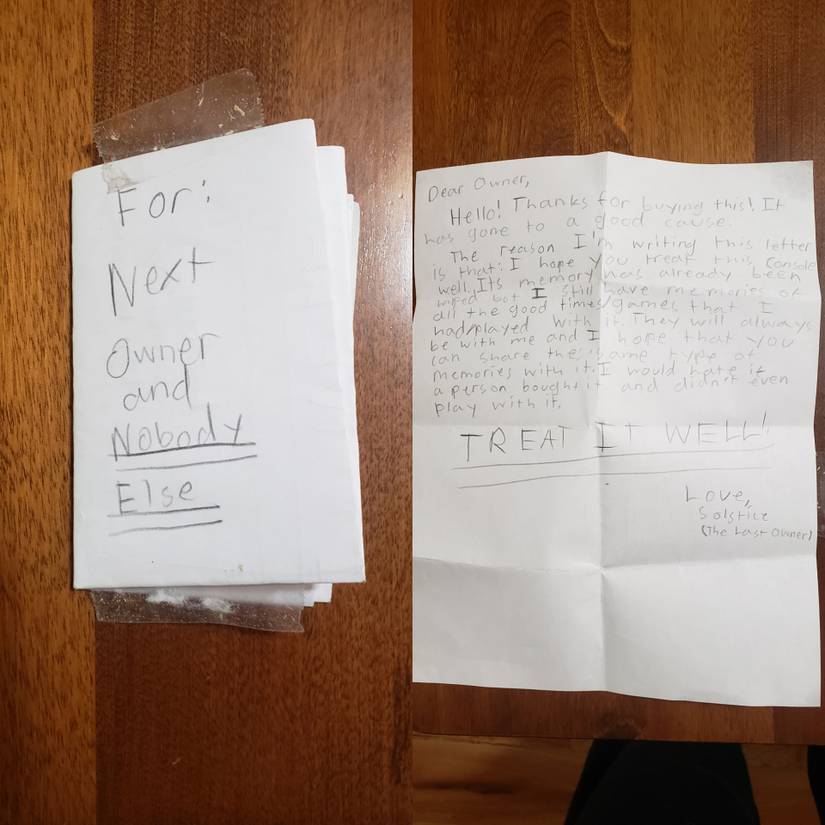 For:
Next
Owner
and
Nobody
Else
Dear Owner,
Hello! Thanks for buying this! It
has gone to a good cause.
The reason I'm writing this letter
is that: I hope you treat this console
well. Its memory has already been
wiped but I still have memories of
all the good times/games that I
had/played with it. They will always
be with me and I hope that you
can share these same type of
memories with it. I would hate if
a person bought it and didn't even
play with it.
TREAT IT WELL!
Love,
Solstice
(The Last Owner)